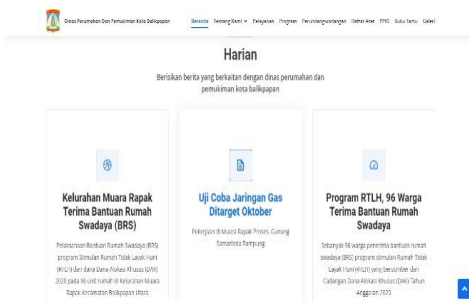 Dinas Perumahan Dan Pemukiman Kota Balikpapan
Beranda Tentang Kami Pelayanan Program Perundang-undangan Daftar Aset PPID Buku Tamu Galeri
Harian
Berisikan berita yang berkaitan dengan dinas perumahan dan
pemukiman kota balikpapan
Kelurahan Muara Rapak
Terima Bantuan Rumah
Swadaya (BRS)
Pelaksanaan Bantuan Rumah Swadaya (BRS)
program Stimulan Rumah Tidak Layak Huni
(RTLH) dari dana Dana Alokasi Khusus (DAK)
2020 pada 96 unit rumah di Kelurahan Muara
Rapak Kecamatan Balikpapan Utara
Uji Coba Jaringan Gas
Ditarget Oktober
Pekerjaan di Muara Rapak Proses, Gunung
Samarinda Rampung
Program RTLH, 96 Warga
Terima Bantuan Rumah
Swadaya
Sebanyak 96 warga penerima bantuan rumah
swadaya (BRS) program stimulan Rumah Tidak
Layak Huni (RTLH) yang bersumber dari
Cadangan Dana Alokasi Khusus (DAK) Tahun
Anggaran 2020